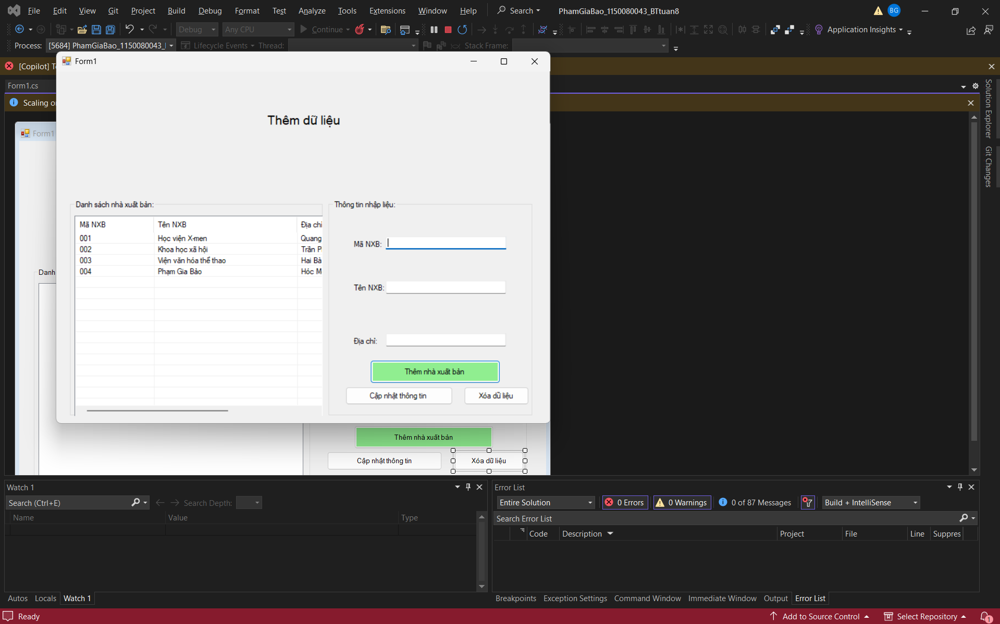 File Edit View Git Project Build Debug Format Test Analyze Tools Extensions Window Help Search PhamGiaBao_1150080043_BTtuan8 BG
Debug Any CPU Continue Application Insights
Process: [5684] PhamGiaBao_1150080043_ Lifecycle Events Thread: Stack Frame:
[Copilot]
Form1.cs
Scaling
Form1
Danh
Form1
Thêm dữ liệu
Danh sách nhà xuất bản:
Mã NXB Tên NXB Địa chỉ
001 Học viện X-men Quang
002 Khoa học xã hội Trần
003 Viện văn hóa thể thao Hai Bà
004 Phạm Gia Bảo Hóc M
Thông tin nhập liệu:
Mã NXB:
Tên NXB:
Địa chỉ:
Thêm nhà xuất bản
Cập nhật thông tin Xóa dữ liệu
Thêm nhà xuất bản
Cập nhật thông tin Xóa dữ liệu
Solution Explorer
Git Changes
Watch 1
Search (Ctrl+E) Search Depth:
Name Value Type
Autos Locals Watch 1
Error List
Entire Solution 0 Errors 0 Warnings 0 of 87 Messages Build + IntelliSense
Search Error List
Code Description Project File Line Suppres
Breakpoints Exception Settings Command Window Immediate Window Output Error List
Ready Add to Source Control Select Repository 1